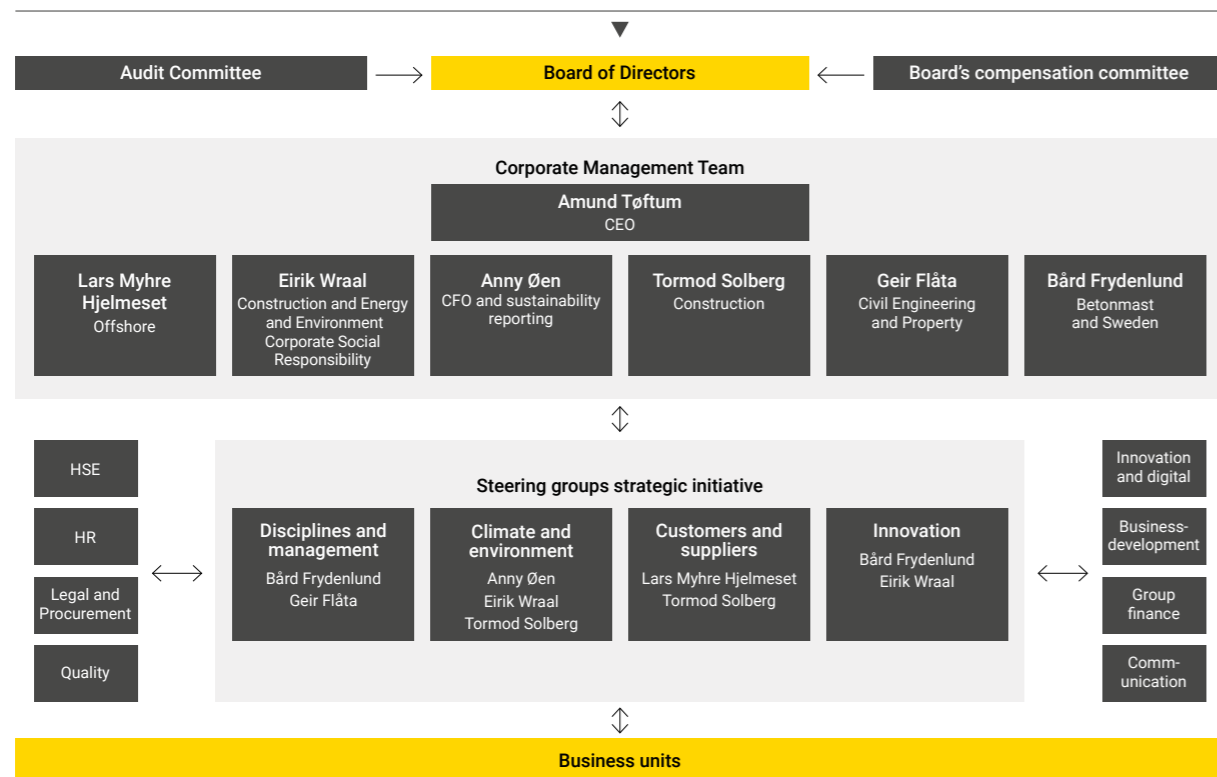 Audit Committee
Board of Directors
Board's compensation committee
Corporate Management Team
Amund Tøftum
CEO
Lars Myhre
Hjelmeset
Offshore
Eirik Wraal
Construction and Energy
and Environment
Corporate Social
Responsibility
Anny Øen
CFO and sustainability
reporting
Tormod Solberg
Construction
Geir Flåta
Civil Engineering
and Property
Bård Frydenlund
Betonmast
and Sweden
HSE
HR
Legal and
Procurement
Quality
Steering groups strategic initiative
Disciplines and
management
Bård Frydenlund
Geir Flåta
Climate and
environment
Anny Øen
Eirik Wraal
Tormod Solberg
Customers and
suppliers
Lars Myhre Hjelmeset
Tormod Solberg
Innovation
Bård Frydenlund
Eirik Wraal
Innovation
and digital
Business-
development
Group
finance
Comm-
unication
Business units